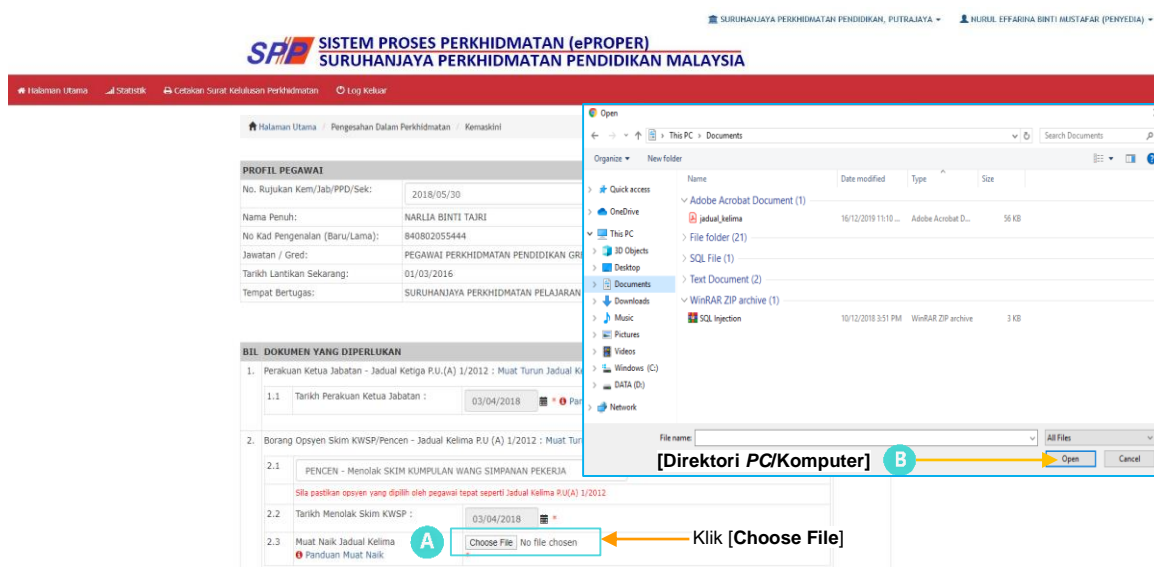 SURUHANJAYA PERKHIDMATAN PENDIDIKAN, PUTRAJAYA
NURUL EFFARINA BINTI MUSTAFAR (PENYEDIA)
SPP
SISTEM PROSES PERKHIDMATAN (ePROPER)
SURUHANJAYA PERKHIDMATAN PENDIDIKAN MALAYSIA
Halaman Utama Statistik Cetakan Surat Kelulusan Perkhidmatan Log Keluar
Halaman Utama / Pengesahan Dalam Perkhidmatan / Kemaskini
PROFIL PEGAWAI
No. Rujukan Kem/Jab/PPD/Sek: 2018/05/30
Nama Penuh: NARLIA BINTI TAJRI
No Kad Pengenalan (Baru/Lama): 840802055444
Jawatan / Gred: PEGAWAI PERKHIDMATAN PENDIDIKAN GRE
Tarikh Lantikan Sekarang: 01/03/2016
Tempat Bertugas: SURUHANJAYA PERKHIDMATAN PELAJARAN
BIL DOKUMEN YANG DIPERLUKAN
1. Perakuan Ketua Jabatan - Jadual Ketiga P.U.(A) 1/2012 : Muat Turun Jadual Ke
1.1 Tarikh Perakuan Ketua Jabatan : 03/04/2018 * Pan
2. Borang Opsyen Skim KWSP/Pencen - Jadual Kelima P.U (A) 1/2012 : Muat Tur
2.1 PENCEN - Menolak SKIM KUMPULAN WANG SIMPANAN PEKERJA
Sila pastikan opsyen yang dipilih oleh pegawai tepat seperti Jadual Kelima P.U(A) 1/2012
2.2 Tarikh Menolak Skim KWSP : 03/04/2018 *
2.3 Muat Naik Jadual Kelima
Panduan Muat Naik
A
Choose File No file chosen
*
Klik [Choose File]
Open
This PC > Documents
Search Documents
Organize New folder
Name Date modified Type Size
Quick access
OneDrive
This PC
3D Objects
Desktop
Documents
Downloads
Music
Pictures
Videos
Windows (C:)
DATA (D:)
Network
Adobe Acrobat Document (1)
jadual_kelima 16/12/2019 11:10 ... Adobe Acrobat D... 56 KB
File folder (21)
SQL File (1)
Text Document (2)
WinRAR ZIP archive (1)
SQL Injection 10/12/2018 3:51 PM WinRAR ZIP archive 3 KB
File name: All Files
[Direktori PC/Komputer] B Open Cancel